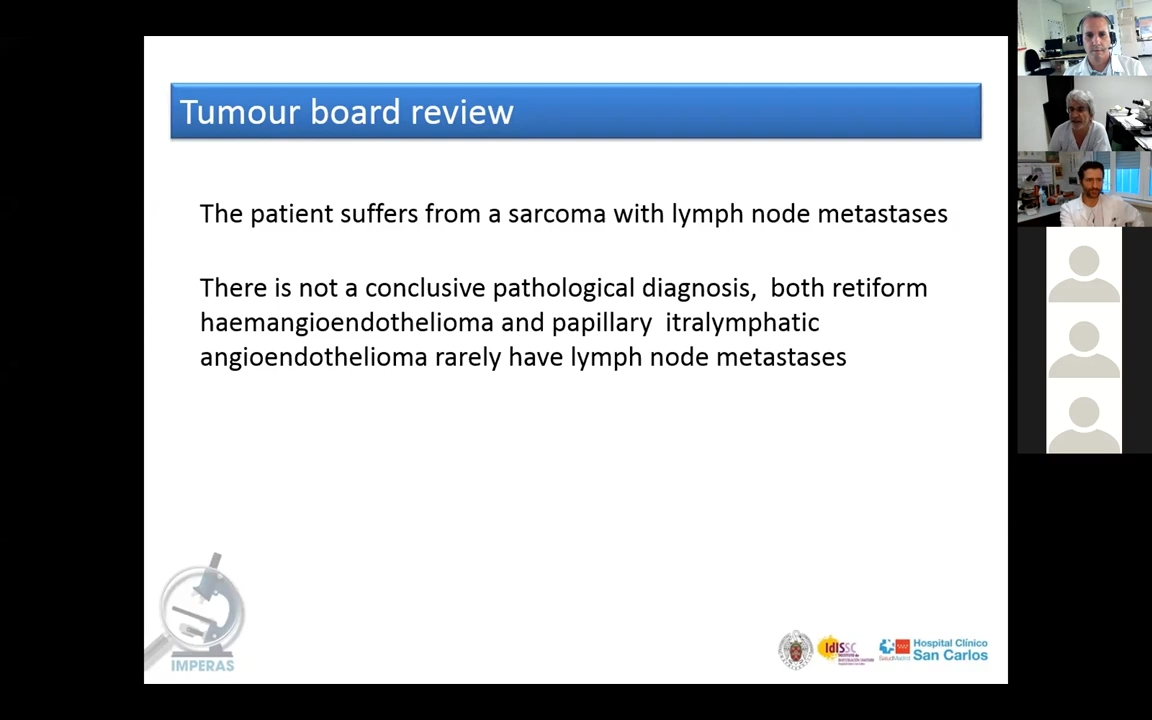 Tumour board review
The patient suffers from a sarcoma with lymph node metastases
There is not a conclusive pathological diagnosis, both retiform
haemangioendothelioma and papillary itralymphatic
angioendothelioma rarely have lymph node metastases
IMPERAS
IdISSC
SaludMadrid
Hospital Clínico
San Carlos